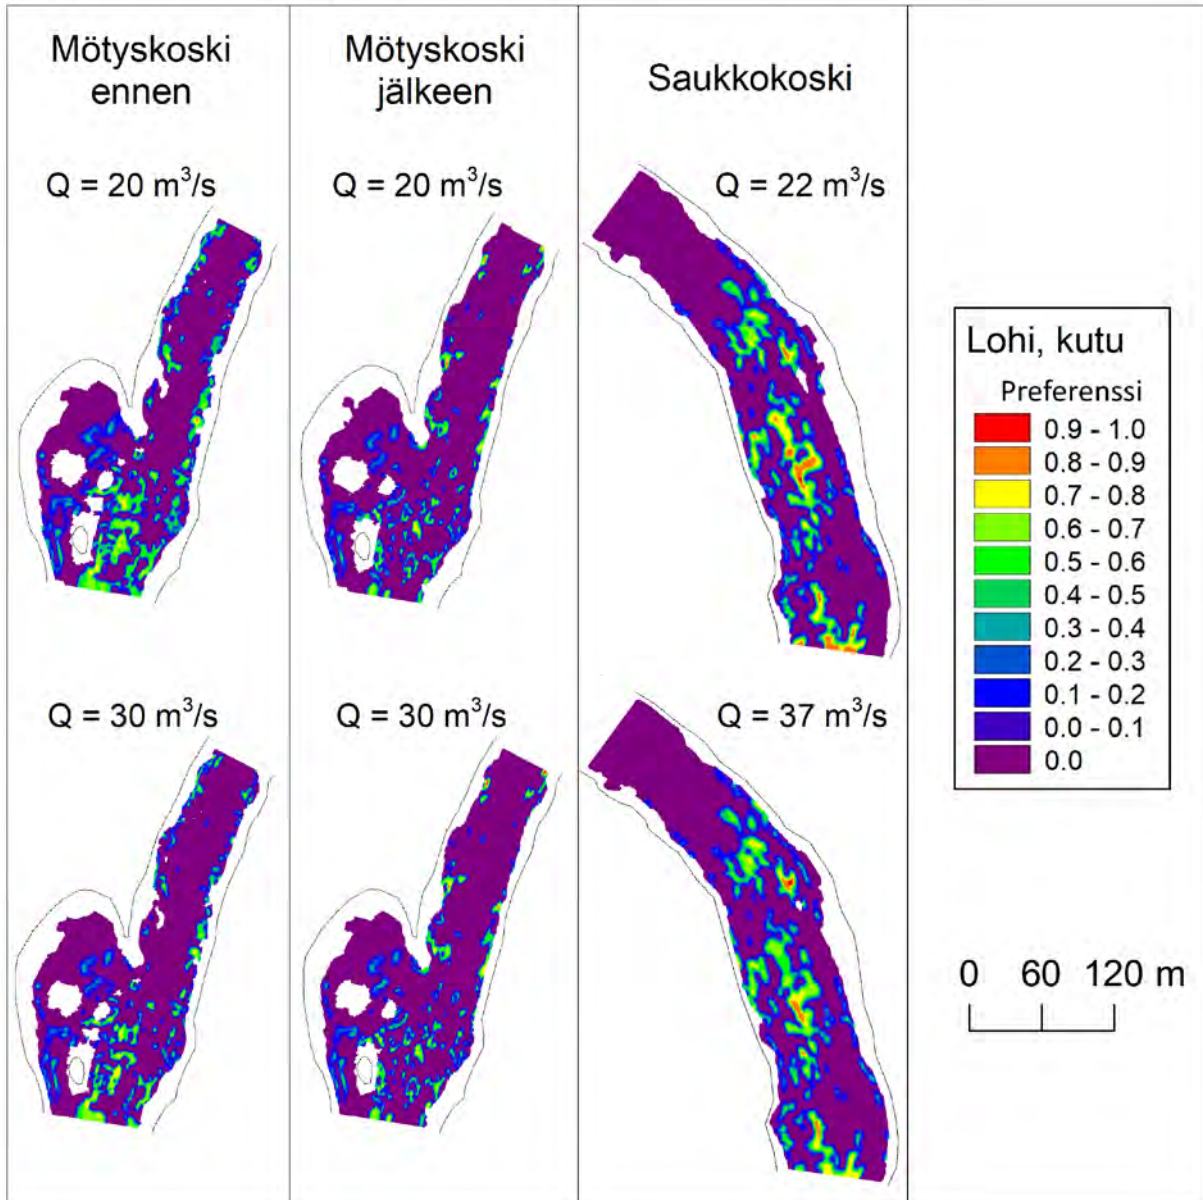 Mötyskoski
ennen
Q = 20 m³/s
Q = 30 m³/s
Mötyskoski
jälkeen
Q = 20 m³/s
Q = 30 m³/s
Saukkokoski
Q = 22 m³/s
Q = 37 m³/s
Lohi, kutu
Preferenssi
0.9 - 1.0
0.8 - 0.9
0.7 - 0.8
0.6 - 0.7
0.5 - 0.6
0.4 - 0.5
0.3 - 0.4
0.2 - 0.3
0.1 - 0.2
0.0 - 0.1
0.0
0 60 120 m